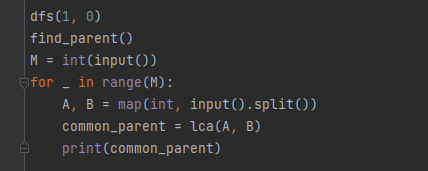 dfs(1, 0)
find_parent()
M = int(input())
for _ in range(M):
    A, B = map(int, input().split())
    common_parent = lca(A, B)
    print(common_parent)